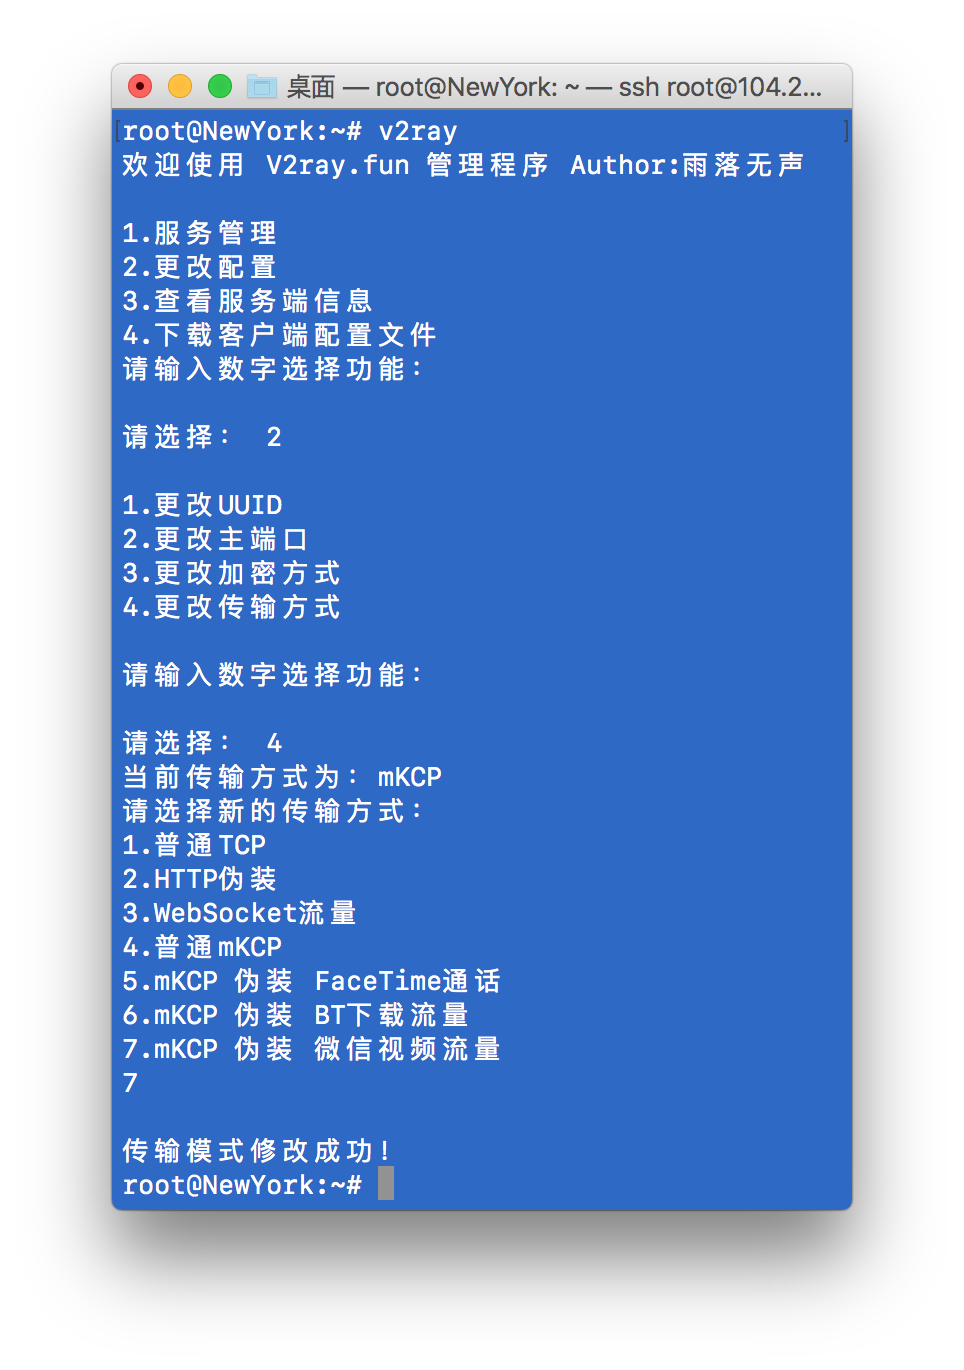 桌面 — root@NewYork: ~ — ssh root@104.2...
[root@NewYork:~# v2ray ]
欢迎使用 V2ray.fun 管理程序 Author:雨落无声
1.服务管理
2.更改配置
3.查看服务端信息
4.下载客户端配置文件
请输入数字选择功能：
请选择： 2
1.更改UUID
2.更改主端口
3.更改加密方式
4.更改传输方式
请输入数字选择功能：
请选择： 4
当前传输方式为：mKCP
请选择新的传输方式：
1.普通TCP
2.HTTP伪装
3.WebSocket流量
4.普通mKCP
5.mKCP 伪装 FaceTime通话
6.mKCP 伪装 BT下载流量
7.mKCP 伪装 微信视频流量
7
传输模式修改成功！
root@NewYork:~#